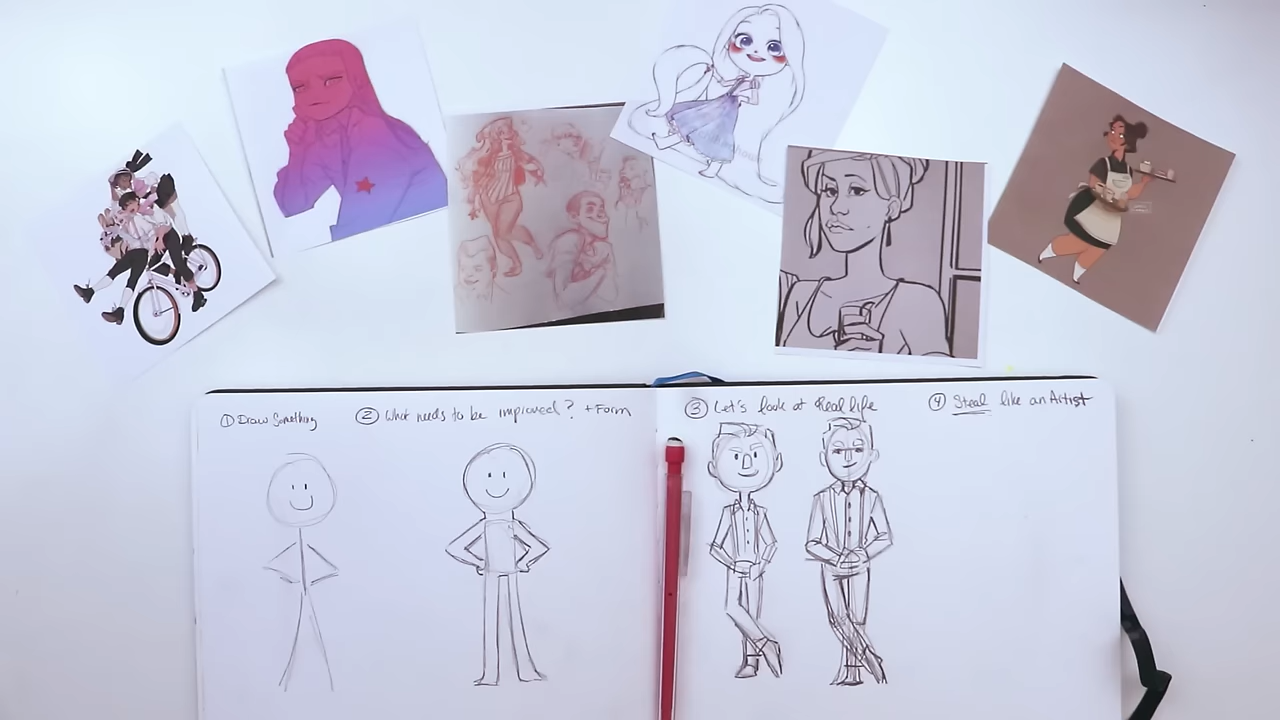 ① Draw Something
② What needs to be improved? + Form
③ Let's look at Real life
④ Steal like an Artist